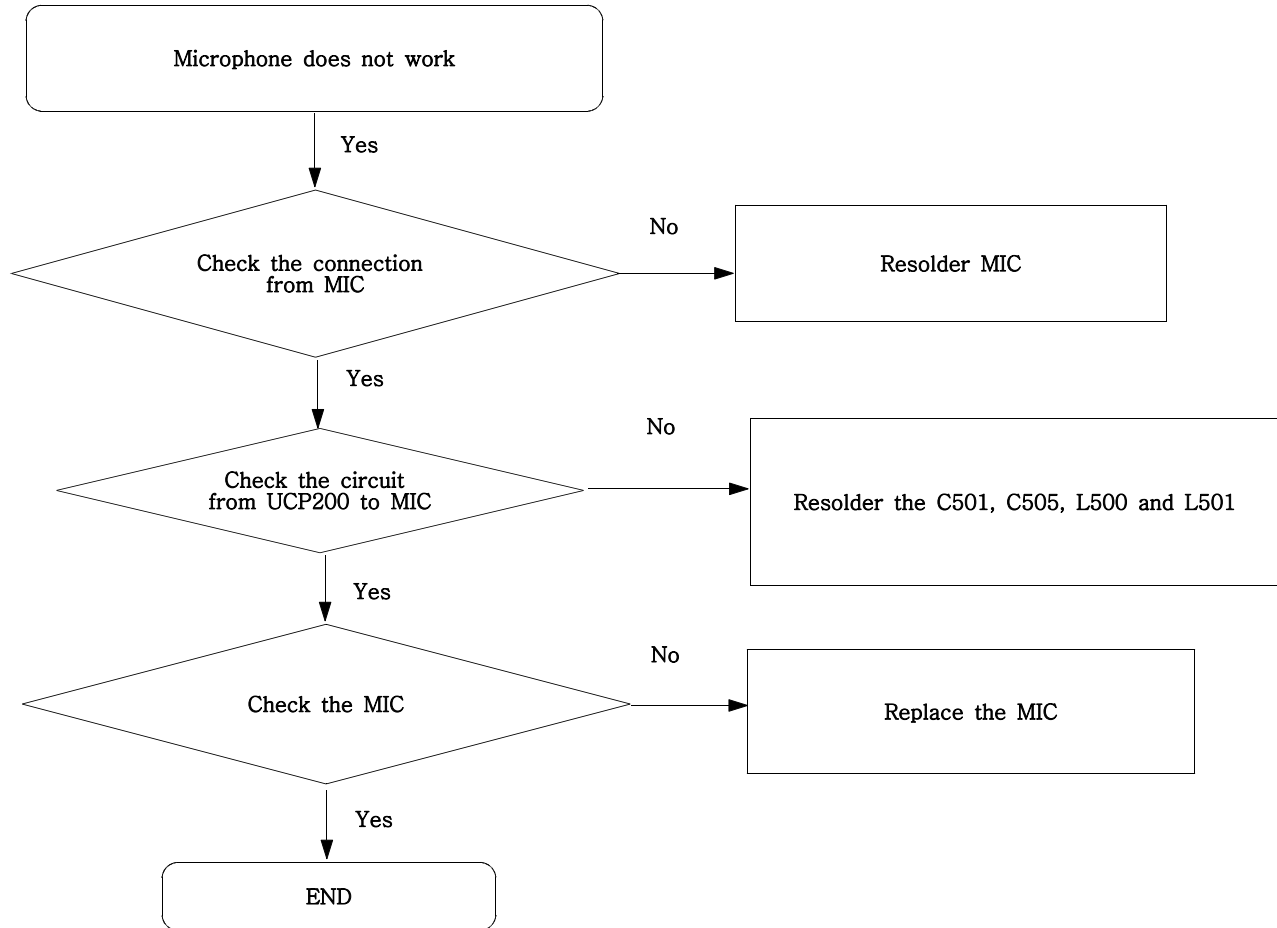 Microphone does not work
Yes
Check the connection
from MIC
No
Resolder MIC
Yes
Check the circuit
from UCP200 to MIC
No
Resolder the C501, C505, L500 and L501
Yes
Check the MIC
No
Replace the MIC
Yes
END